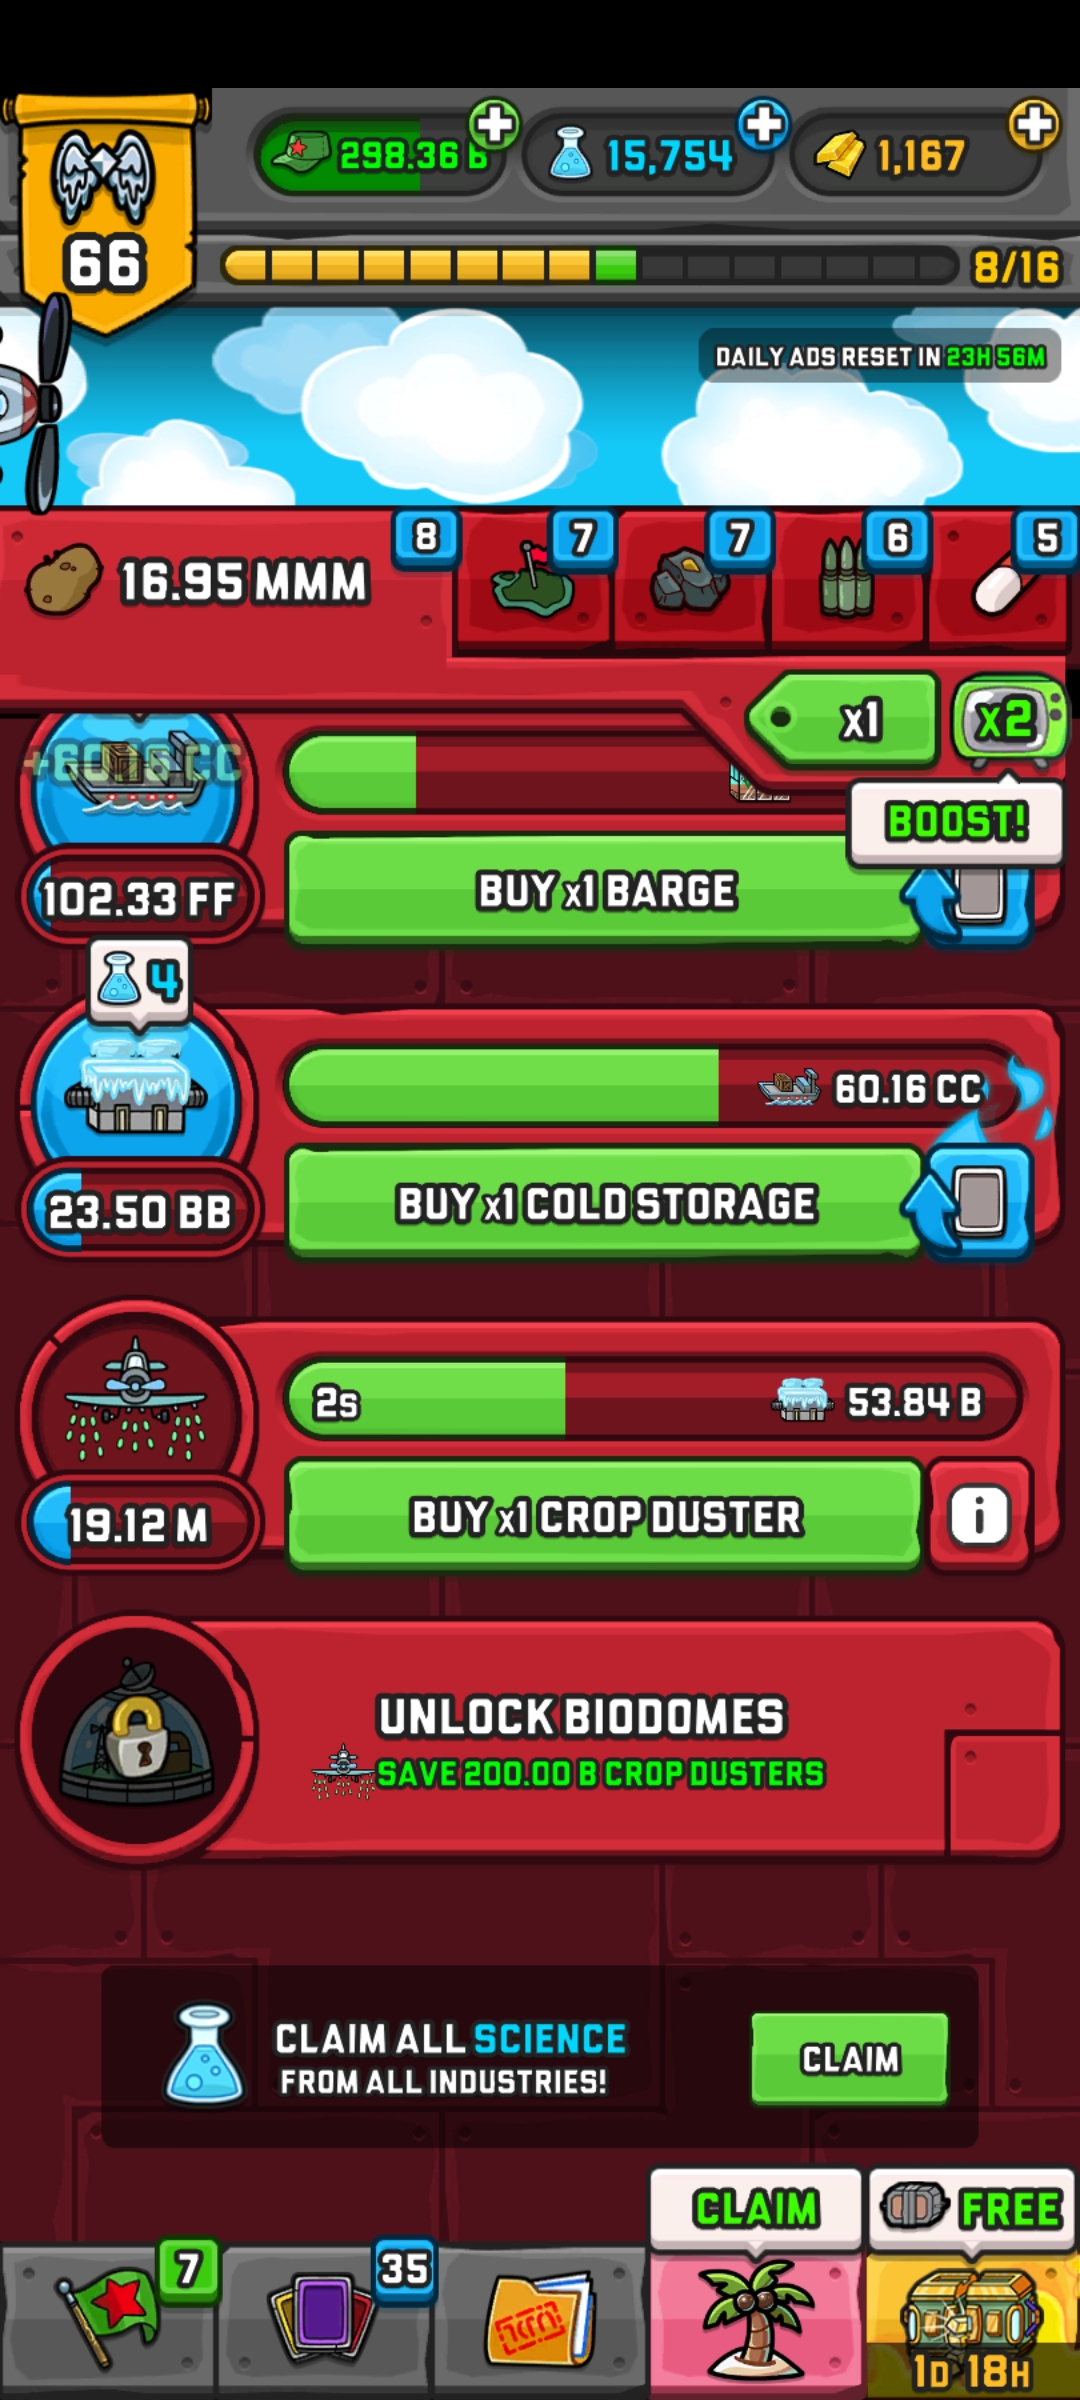 298.36 B
15,754
1,167
66
8/16
DAILY ADS RESET IN 23H 56M
16.95 MMM
8
7
7
6
5
x1
x2
BOOST!
+60.16 CC
102.33 FF
BUY x1 BARGE
4
60.16 CC
23.50 BB
BUY x1 COLD STORAGE
2s
53.84 B
19.12 M
BUY x1 CROP DUSTER
i
UNLOCK BIODOMES
SAVE 200.00 B CROP DUSTERS
CLAIM ALL SCIENCE
FROM ALL INDUSTRIES!
CLAIM
CLAIM
FREE
7
35
1D 18H